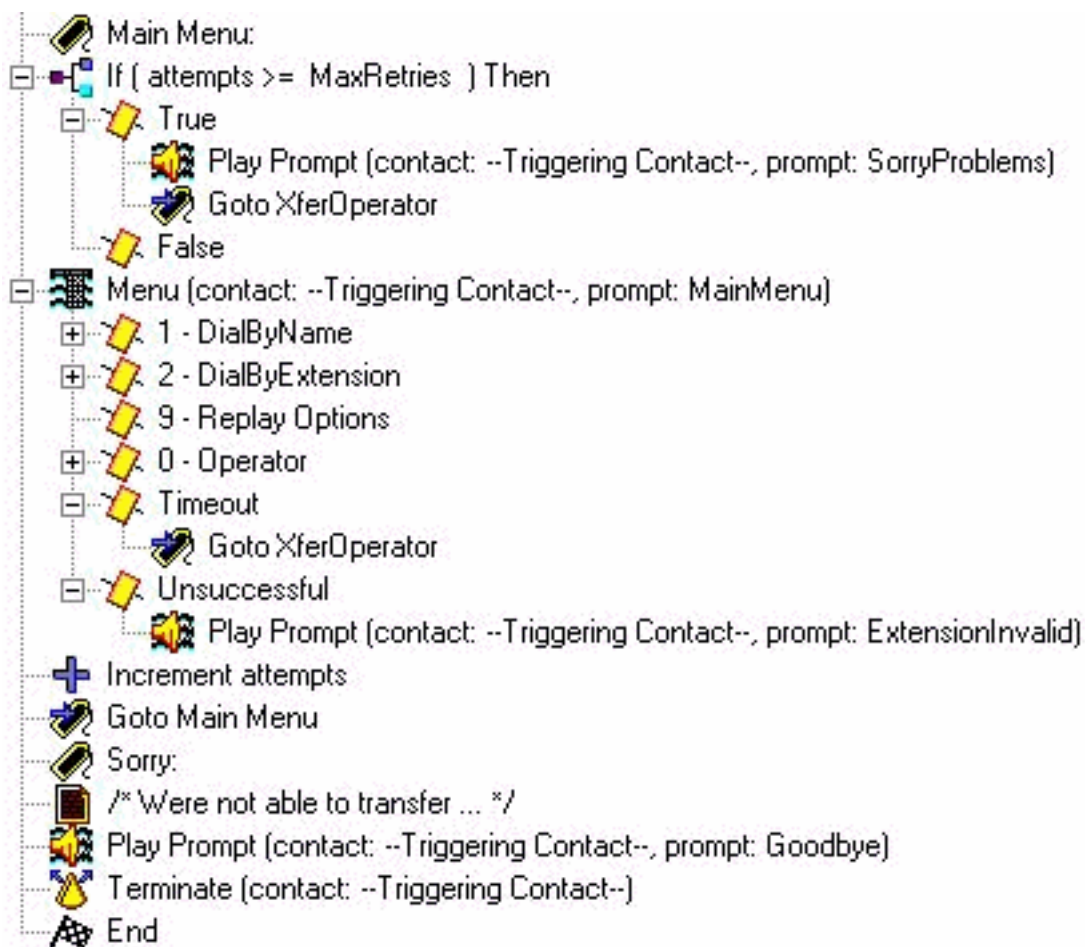 Main Menu:
If ( attempts >= MaxRetries ) Then
True
Play Prompt (contact: --Triggering Contact--, prompt: SorryProblems)
Goto XferOperator
False
Menu (contact: --Triggering Contact--, prompt: MainMenu)
1 - DialByName
2 - DialByExtension
9 - Replay Options
0 - Operator
Timeout
Goto XferOperator
Unsuccessful
Play Prompt (contact: --Triggering Contact--, prompt: ExtensionInvalid)
Increment attempts
Goto Main Menu
Sorry:
/* Were not able to transfer ... */
Play Prompt (contact: --Triggering Contact--, prompt: Goodbye)
Terminate (contact: --Triggering Contact--)
End